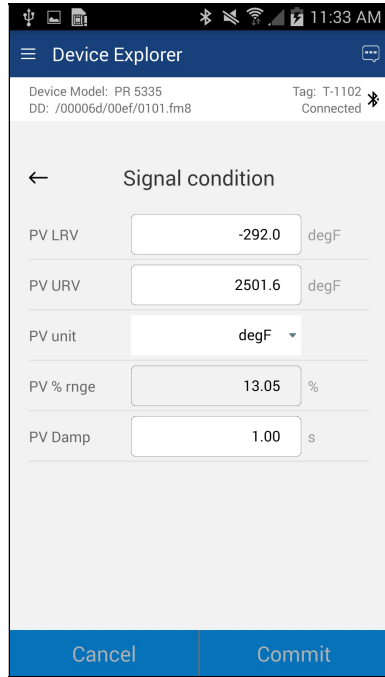 11:33 AM
Device Explorer
Device Model: PR 5335 Tag: T-1102
DD: /00006d/00ef/0101.fm8 Connected
Signal condition
PV LRV -292.0 degF
PV URV 2501.6 degF
PV unit degF
PV % rnge 13.05 %
PV Damp 1.00 s
Cancel Commit